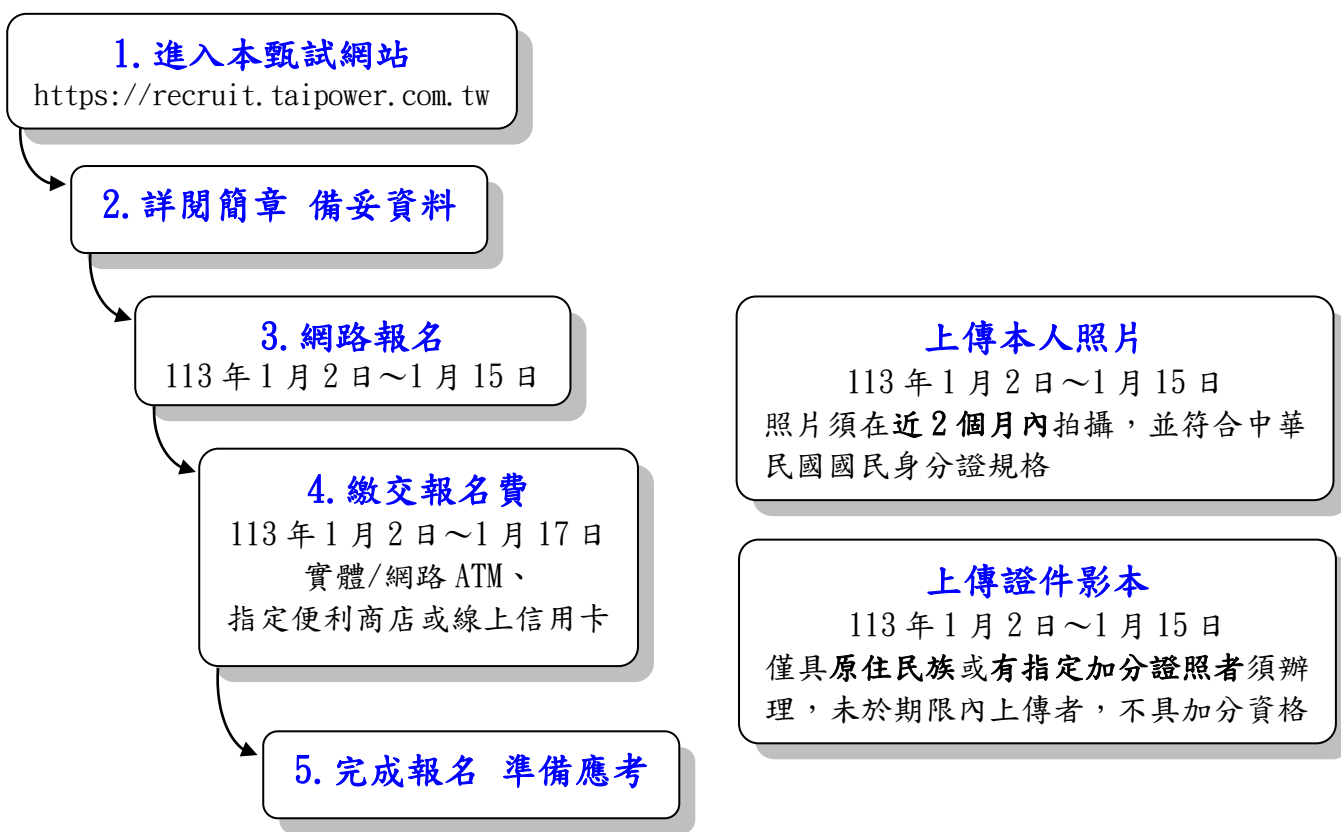 1.進入本甄試網站
https://recruit.taipower.com.tw
2.詳閱簡章 備妥資料
3.網路報名
113年1月2日～1月15日
4.繳交報名費
113年1月2日～1月17日
實體/網路ATM、
指定便利商店或線上信用卡
5.完成報名 準備應考
上傳本人照片
113年1月2日～1月15日
照片須在近2個月內拍攝，並符合中華
民國國民身分證規格
上傳證件影本
113年1月2日～1月15日
僅具原住民族或有指定加分證照者須辦
理，未於期限內上傳者，不具加分資格